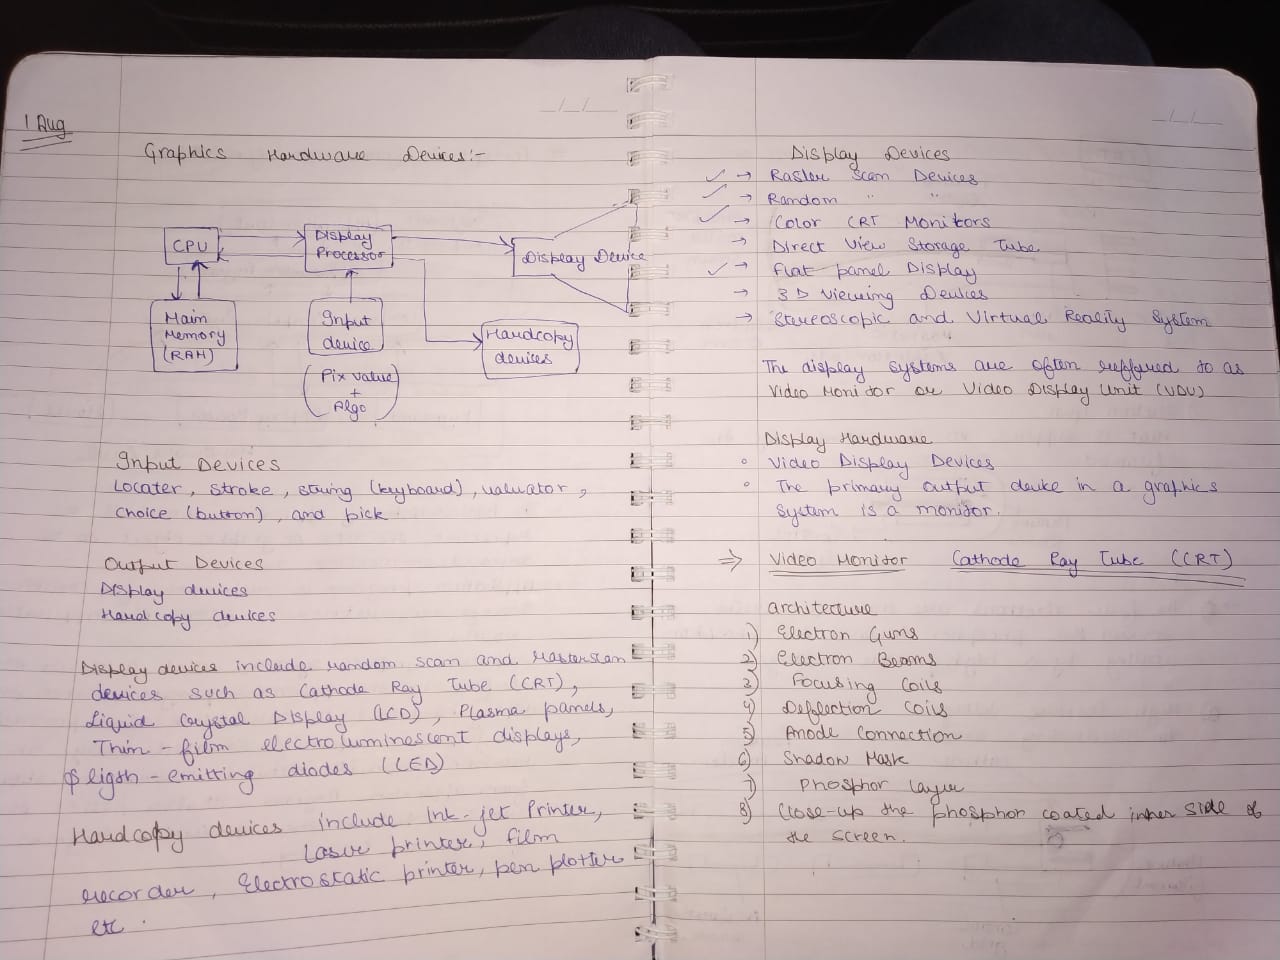 1 Aug
Graphics Hardware Devices:-
CPU
Display
Processor
Display Device
Main
Memory
(RAM)
Input
device
Hardcopy
devices
(Pix value
+
Algo)
Input Devices
Locater, stroke, string (keyboard), valuator,
choice (button), and pick
Output Devices
Display devices
Hard copy devices
Display devices include random scan and rasterscan
devices such as Cathode Ray Tube (CRT),
Liquid Crystal Display (LCD), Plasma panels,
Thin-film electroluminescent displays,
& ligth-emitting diodes (LED)
Hardcopy devices include Ink-jet Printer,
Laser printer, film
recorder, Electrostatic printer, pen plotter
etc.
Display Devices
✓ → Raster Scan Devices
✓ → Random " "
✓ → Color CRT Monitors
→ Direct View Storage Tube
✓ → Flat panel Display
→ 3D Viewing Devices
→ Stereoscopic and Virtual Reality System
The display systems are often reffered to as
Video Monitor or Video Display Unit (VDU)
Display Hardware
° Video Display Devices
° The primary output device in a graphics
System is a monitor.
⇒ Video Monitor Cathode Ray Tube (CRT)
architecture
1) Electron Guns
2) Electron Beams
3) Focusing Coils
4) Deflection Coils
5) Anode Connection
6) Shadow Mask
7) Phosphor layer
8) Close-up the phosphor coated inner side of
the screen.